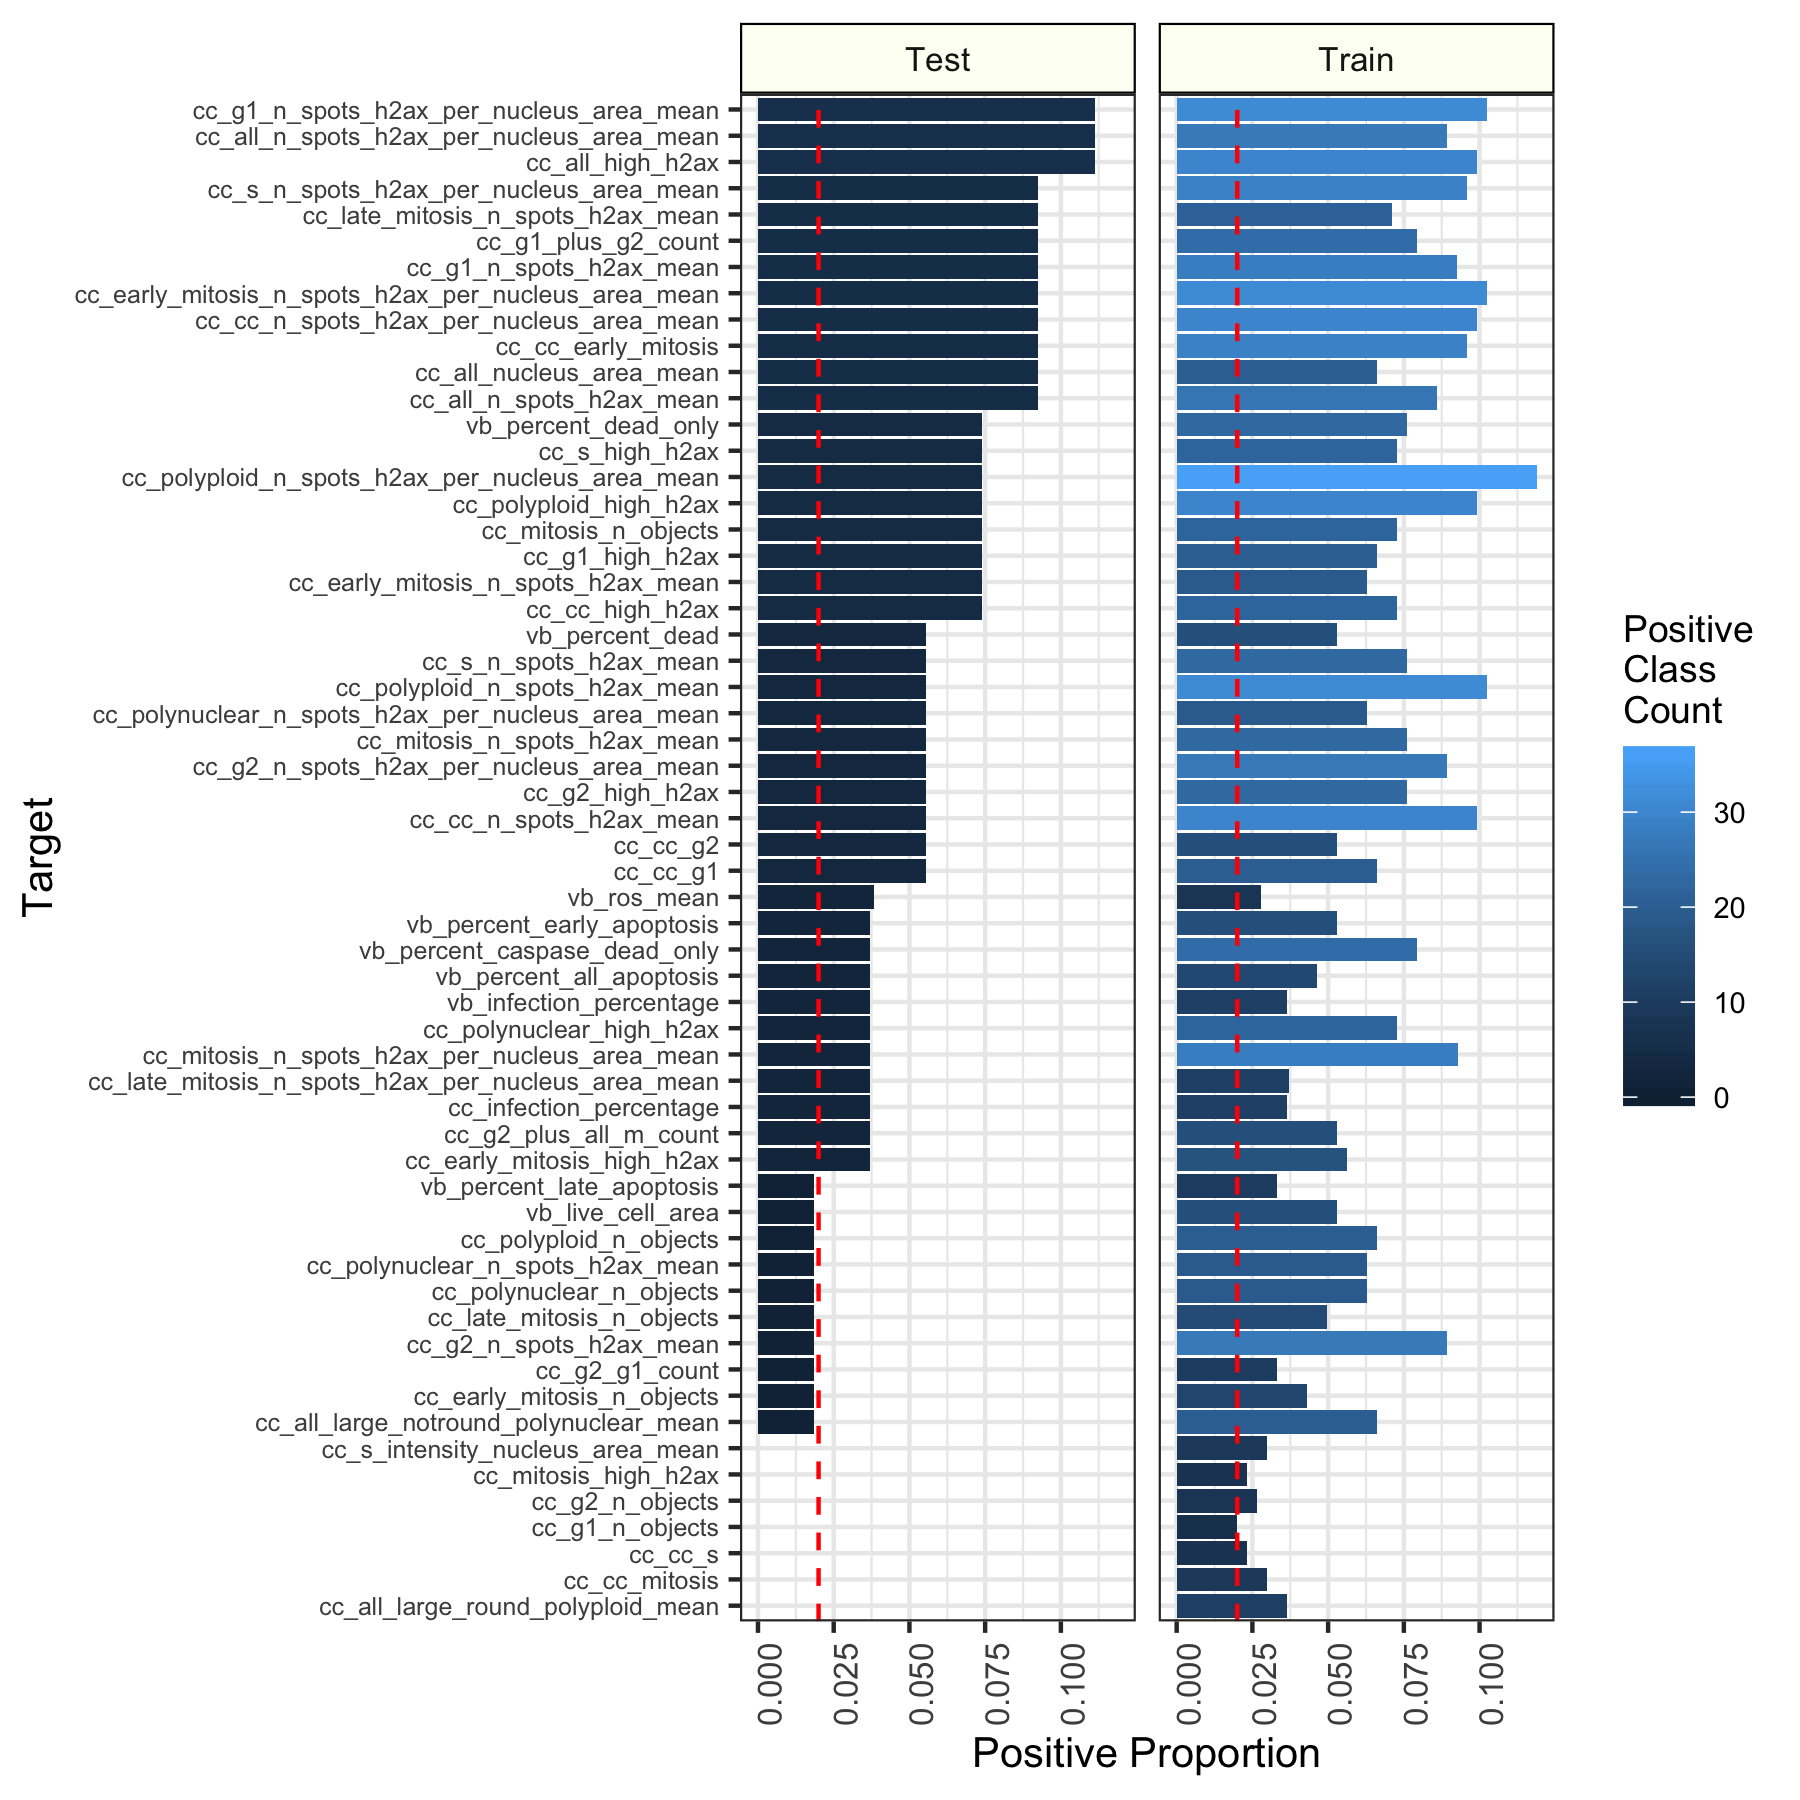 Test
Train
cc_g1_n_spots_h2ax_per_nucleus_area_mean
cc_all_n_spots_h2ax_per_nucleus_area_mean
cc_all_high_h2ax
cc_s_n_spots_h2ax_per_nucleus_area_mean
cc_late_mitosis_n_spots_h2ax_mean
cc_g1_plus_g2_count
cc_g1_n_spots_h2ax_mean
cc_early_mitosis_n_spots_h2ax_per_nucleus_area_mean
cc_cc_n_spots_h2ax_per_nucleus_area_mean
cc_cc_early_mitosis
cc_all_nucleus_area_mean
cc_all_n_spots_h2ax_mean
vb_percent_dead_only
cc_s_high_h2ax
cc_polyploid_n_spots_h2ax_per_nucleus_area_mean
cc_polyploid_high_h2ax
cc_mitosis_n_objects
cc_g1_high_h2ax
cc_early_mitosis_n_spots_h2ax_mean
cc_cc_high_h2ax
vb_percent_dead
cc_s_n_spots_h2ax_mean
cc_polyploid_n_spots_h2ax_mean
cc_polynuclear_n_spots_h2ax_per_nucleus_area_mean
cc_mitosis_n_spots_h2ax_mean
cc_g2_n_spots_h2ax_per_nucleus_area_mean
cc_g2_high_h2ax
cc_cc_n_spots_h2ax_mean
cc_cc_g2
cc_cc_g1
vb_ros_mean
vb_percent_early_apoptosis
vb_percent_caspase_dead_only
vb_percent_all_apoptosis
vb_infection_percentage
cc_polynuclear_high_h2ax
cc_mitosis_n_spots_h2ax_per_nucleus_area_mean
cc_late_mitosis_n_spots_h2ax_per_nucleus_area_mean
cc_infection_percentage
cc_g2_plus_all_m_count
cc_early_mitosis_high_h2ax
vb_percent_late_apoptosis
vb_live_cell_area
cc_polyploid_n_objects
cc_polynuclear_n_spots_h2ax_mean
cc_polynuclear_n_objects
cc_late_mitosis_n_objects
cc_g2_n_spots_h2ax_mean
cc_g2_g1_count
cc_early_mitosis_n_objects
cc_all_large_notround_polynuclear_mean
cc_s_intensity_nucleus_area_mean
cc_mitosis_high_h2ax
cc_g2_n_objects
cc_g1_n_objects
cc_cc_s
cc_cc_mitosis
cc_all_large_round_polyploid_mean
Target
0.000
0.025
0.050
0.075
0.100
0.000
0.025
0.050
0.075
0.100
Positive Proportion
Positive
Class
Count
30
20
10
0